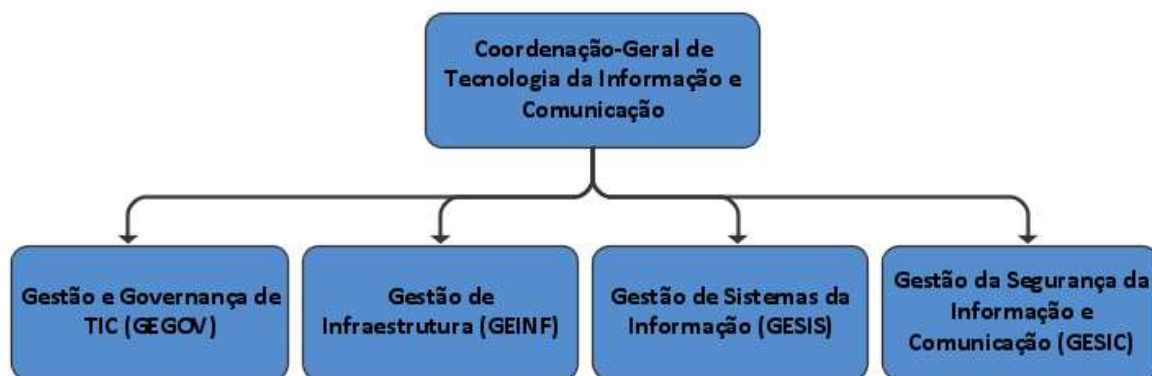 Coordenação-Geral de
Tecnologia da Informação e
Comunicação
Gestão e Governança de
TIC (GEGOV)
Gestão de
Infraestrutura (GEINF)
Gestão de Sistemas da
Informação (GESIS)
Gestão da Segurança da
Informação e
Comunicação (GESIC)